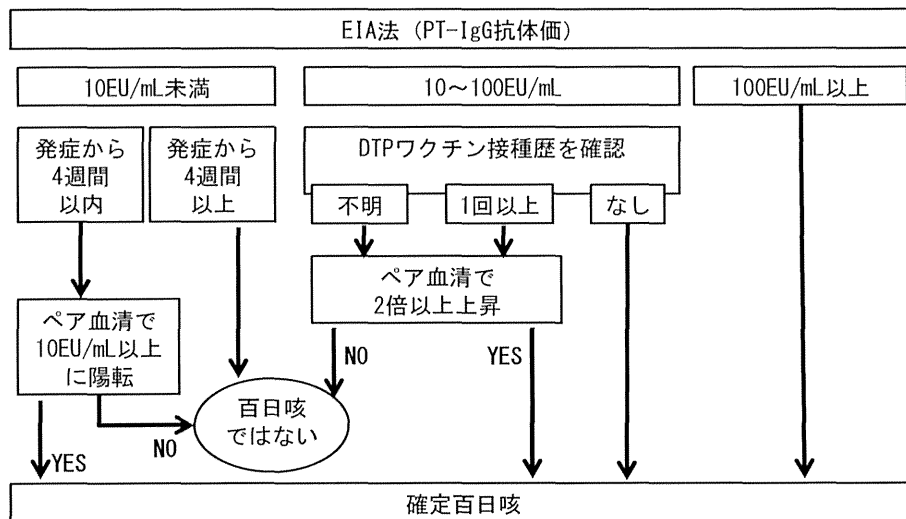 EIA法（PT-IgG抗体価）
10EU/mL未満
10～100EU/mL
100EU/mL以上
発症から
4週間
以内
発症から
4週間
以上
DTPワクチン接種歴を確認
不明
1回以上
なし
ペア血清で
2倍以上上昇
ペア血清で
10EU/mL以上
に陽転
NO
YES
百日咳
ではない
NO
YES
確定百日咳